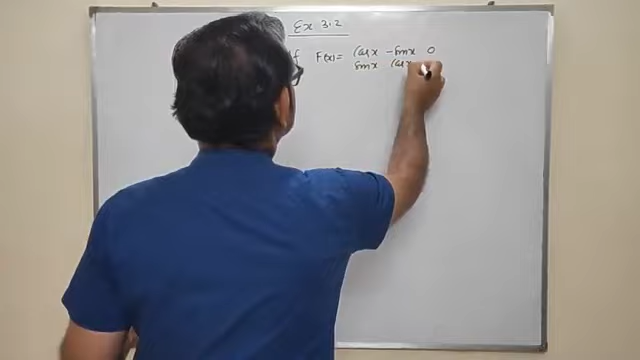 Ex 3.2
If F(x) = Cos x -Sin x 0
Sin x Cos x